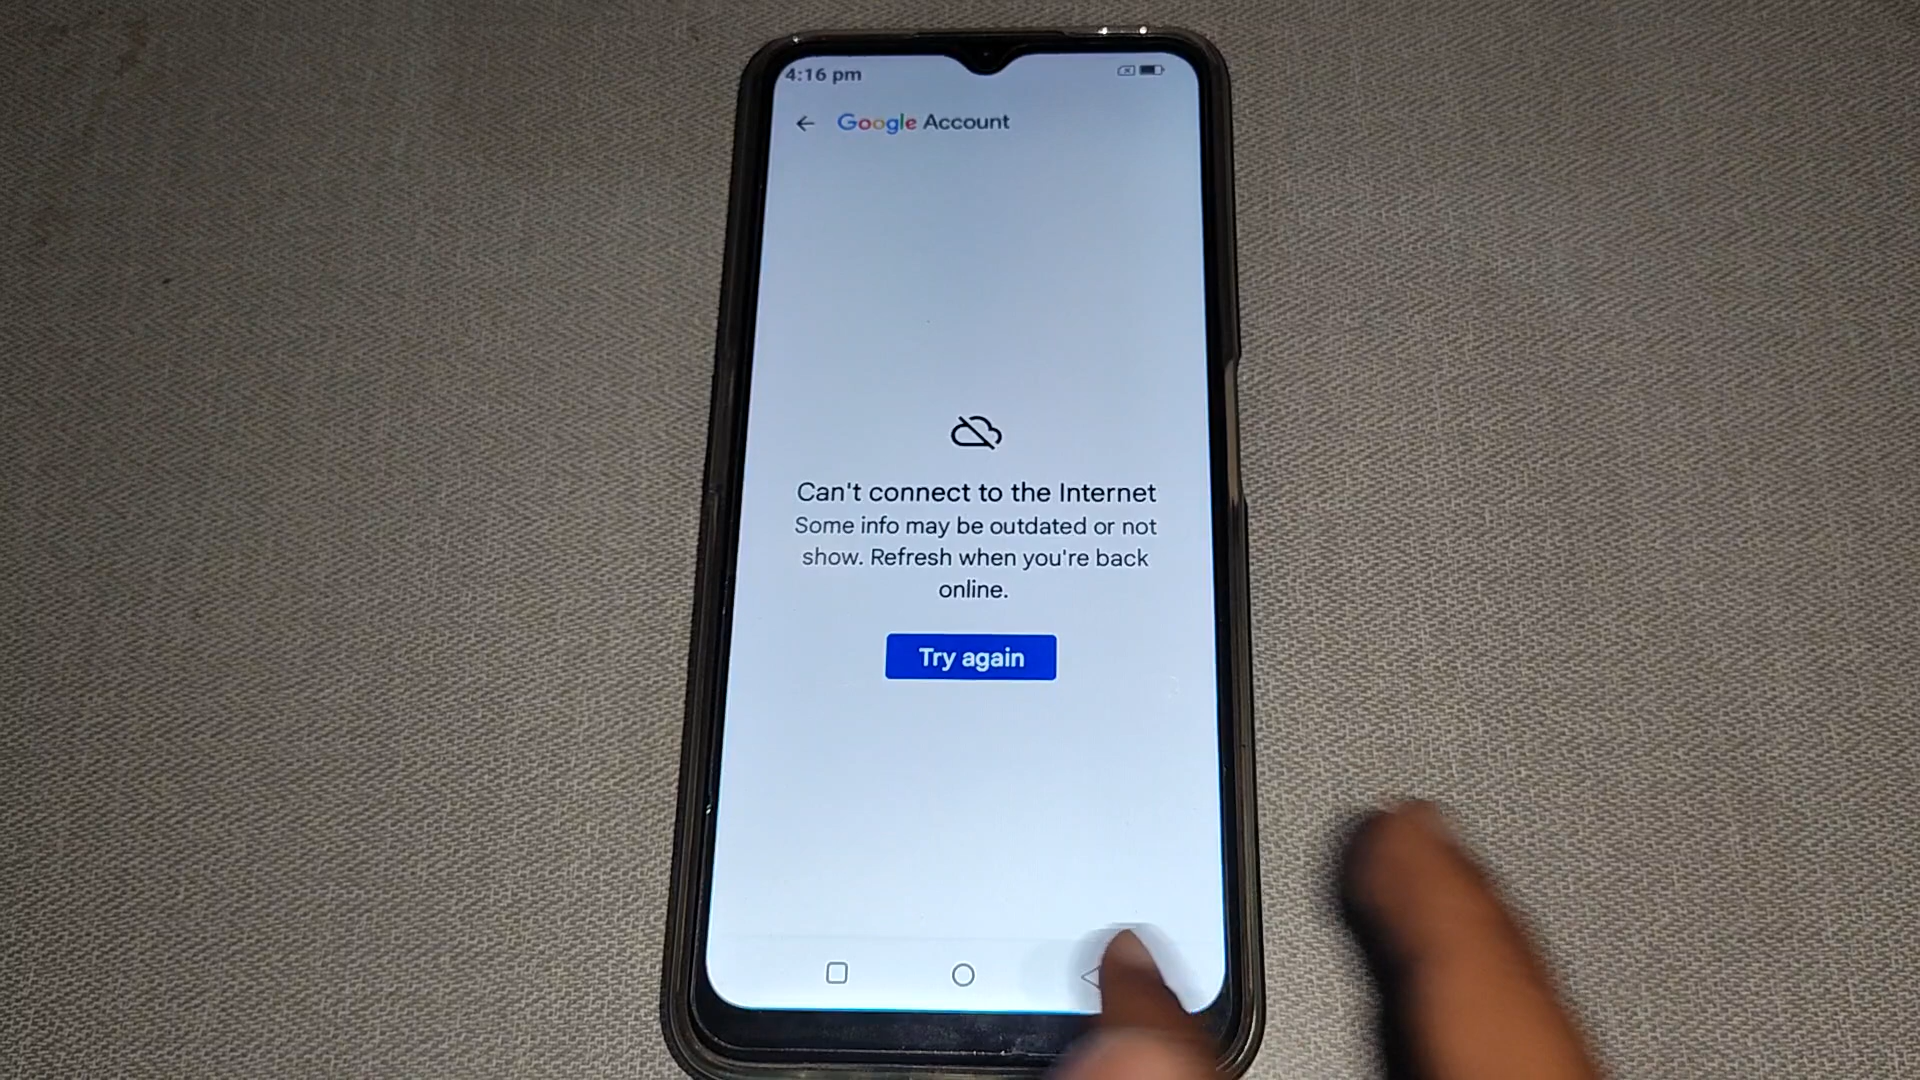 4:16 pm
Google Account
Can't connect to the Internet
Some info may be outdated or not
show. Refresh when you're back
online.
Try again